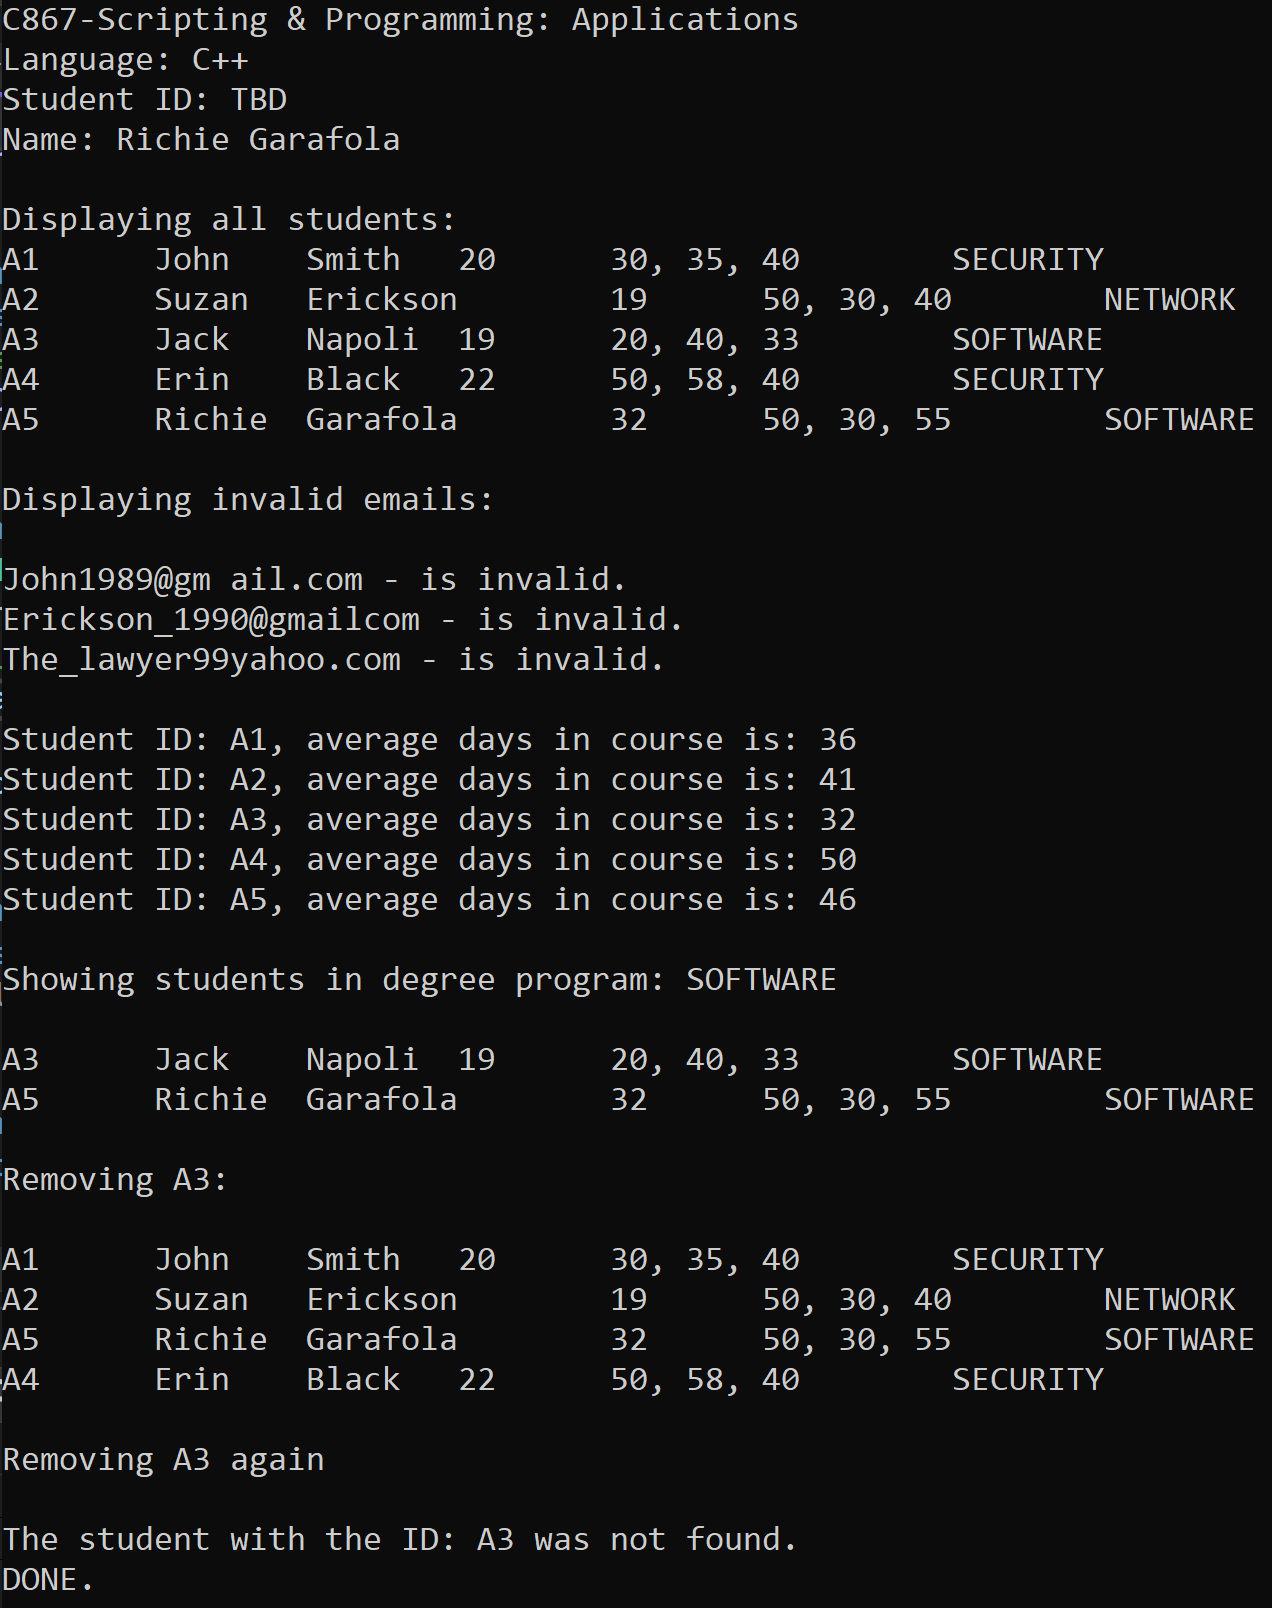 C867-Scripting & Programming: Applications
Language: C++
Student ID: TBD
Name: Richie Garafola
Displaying all students:
A1 John Smith 20 30, 35, 40 SECURITY
A2 Suzan Erickson 19 50, 30, 40 NETWORK
A3 Jack Napoli 19 20, 40, 33 SOFTWARE
A4 Erin Black 22 50, 58, 40 SECURITY
A5 Richie Garafola 32 50, 30, 55 SOFTWARE
Displaying invalid emails:
John1989@gm ail.com - is invalid.
Erickson_1990@gmailcom - is invalid.
The_lawyer99yahoo.com - is invalid.
Student ID: A1, average days in course is: 36
Student ID: A2, average days in course is: 41
Student ID: A3, average days in course is: 32
Student ID: A4, average days in course is: 50
Student ID: A5, average days in course is: 46
Showing students in degree program: SOFTWARE
A3 Jack Napoli 19 20, 40, 33 SOFTWARE
A5 Richie Garafola 32 50, 30, 55 SOFTWARE
Removing A3:
A1 John Smith 20 30, 35, 40 SECURITY
A2 Suzan Erickson 19 50, 30, 40 NETWORK
A5 Richie Garafola 32 50, 30, 55 SOFTWARE
A4 Erin Black 22 50, 58, 40 SECURITY
Removing A3 again
The student with the ID: A3 was not found.
DONE.